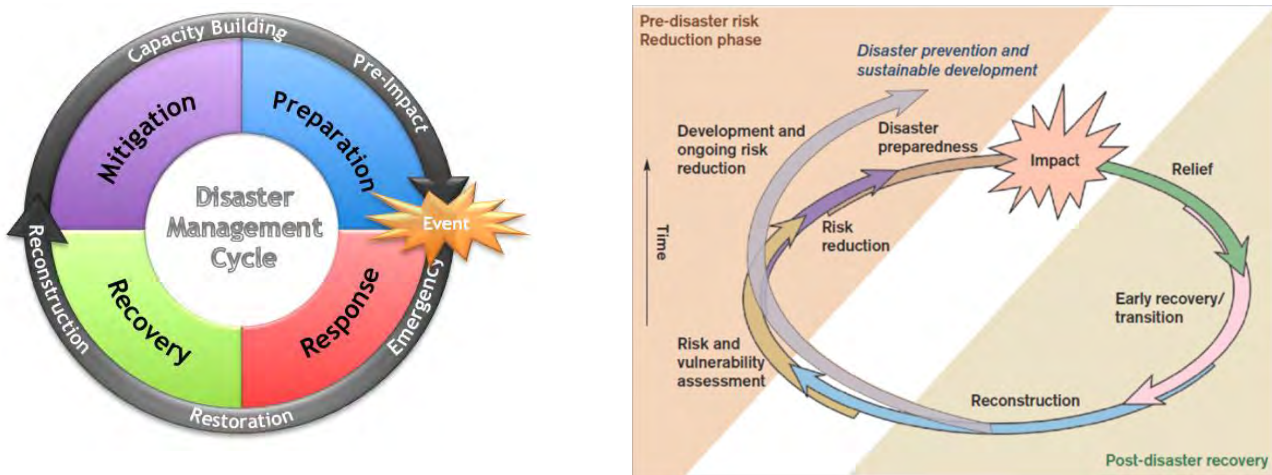 Capacity Building
Pre-Impact
Mitigation
Preparation
Disaster
Management
Cycle
Event
Reconstruction
Recovery
Response
Emergency
Restoration
Pre-disaster risk
Reduction phase
Disaster prevention and
sustainable development
Development and
ongoing risk
reduction
Disaster
preparedness
Impact
Relief
Time
Risk
reduction
Early recovery/
transition
Risk and
vulnerability
assessment
Reconstruction
Post-disaster recovery